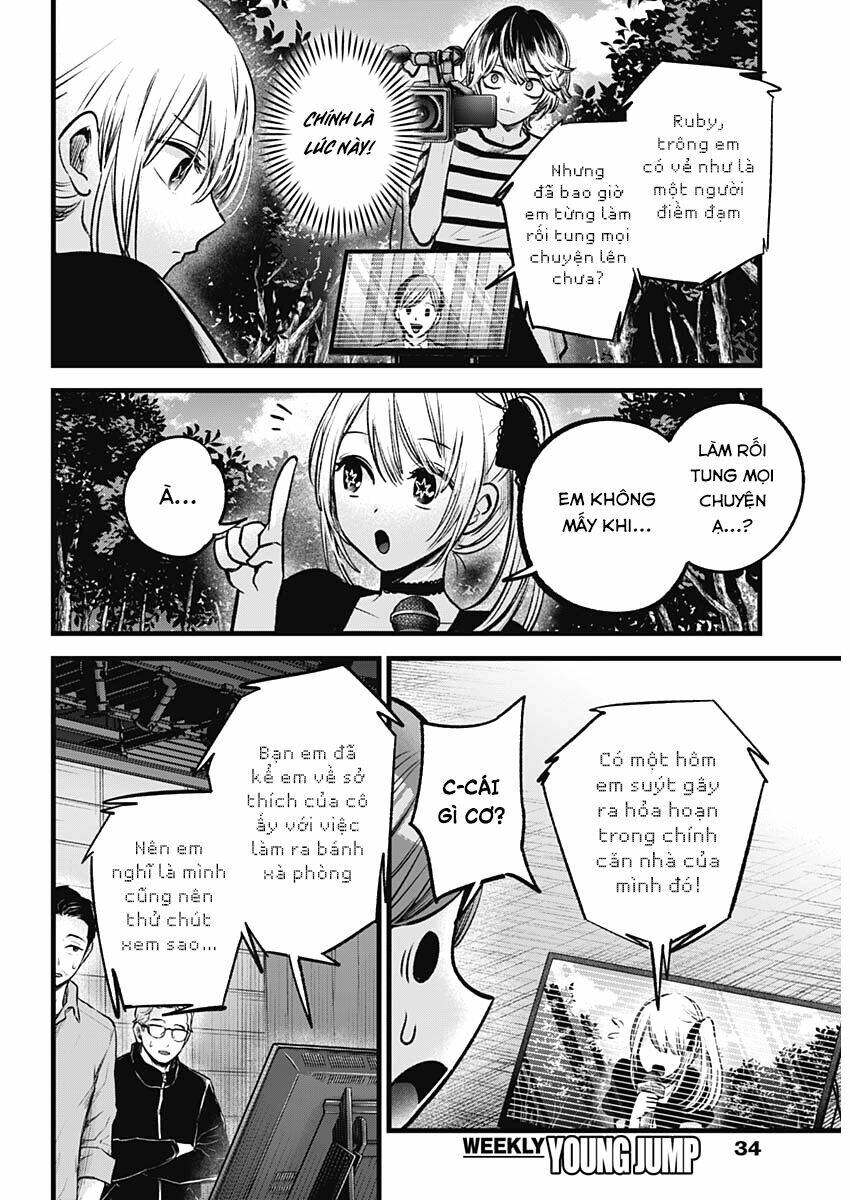 Ruby,
trông em
có vẻ như là
một người
điềm đạm
Nhưng
đã bao giờ
em từng làm
rối tung mọi
chuyện lên
chưa?
CHÍNH LÀ
LÚC NÀY!
LÀM RỐI
TUNG MỌI
CHUYỆN
Ạ...?
EM KHÔNG
MẤY KHI...
À...
Có một hôm
em suýt gây
ra hỏa hoạn
trong chính
căn nhà của
mình đó!
C-CÁI
GÌ CƠ?
Bạn em đã
kể em về sở
thích của cô
ấy với việc
làm ra bánh
xà phòng
Nên em
nghĩ là mình
cũng nên
thử chút
xem sao...
WEEKLY YOUNG JUMP 34